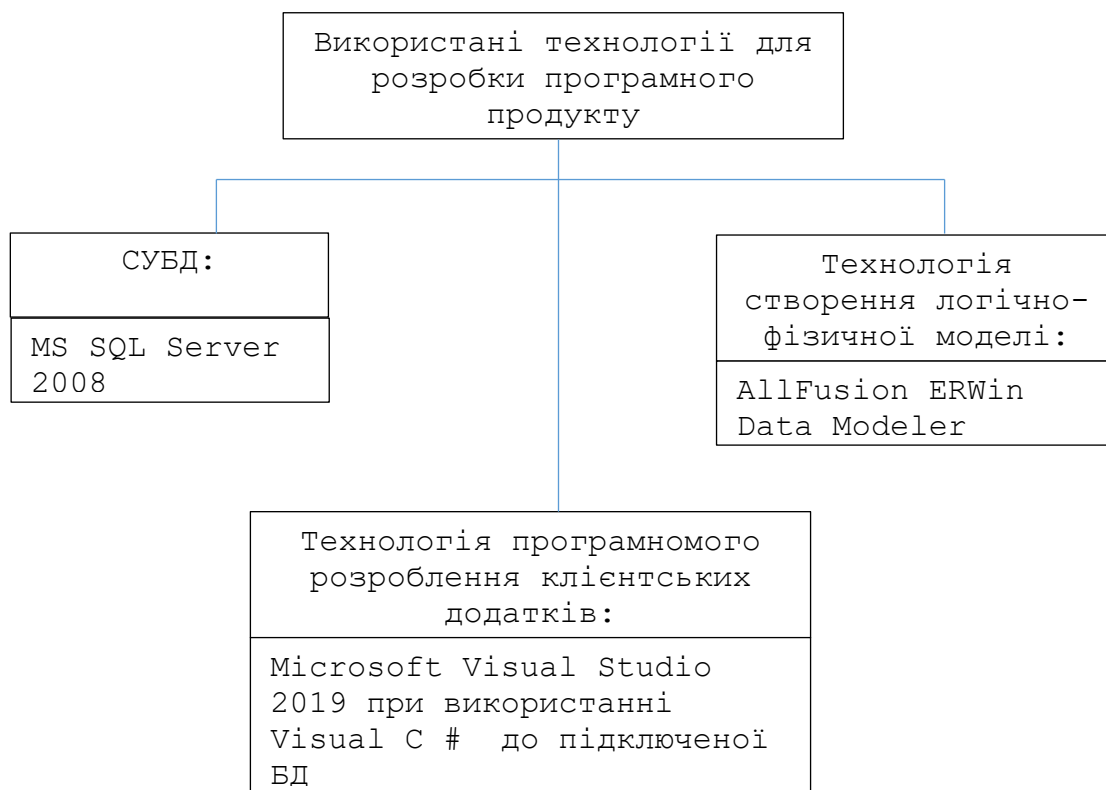 Використані технології для
розробки програмного
продукту
СУБД:
MS SQL Server
2008
Технологія
створення логічно-
фізичної моделі:
AllFusion ERWin
Data Modeler
Технологія програмномого
розроблення клієнтських
додатків:
Microsoft Visual Studio
2019 при використанні
Visual C # до підключеної
БД